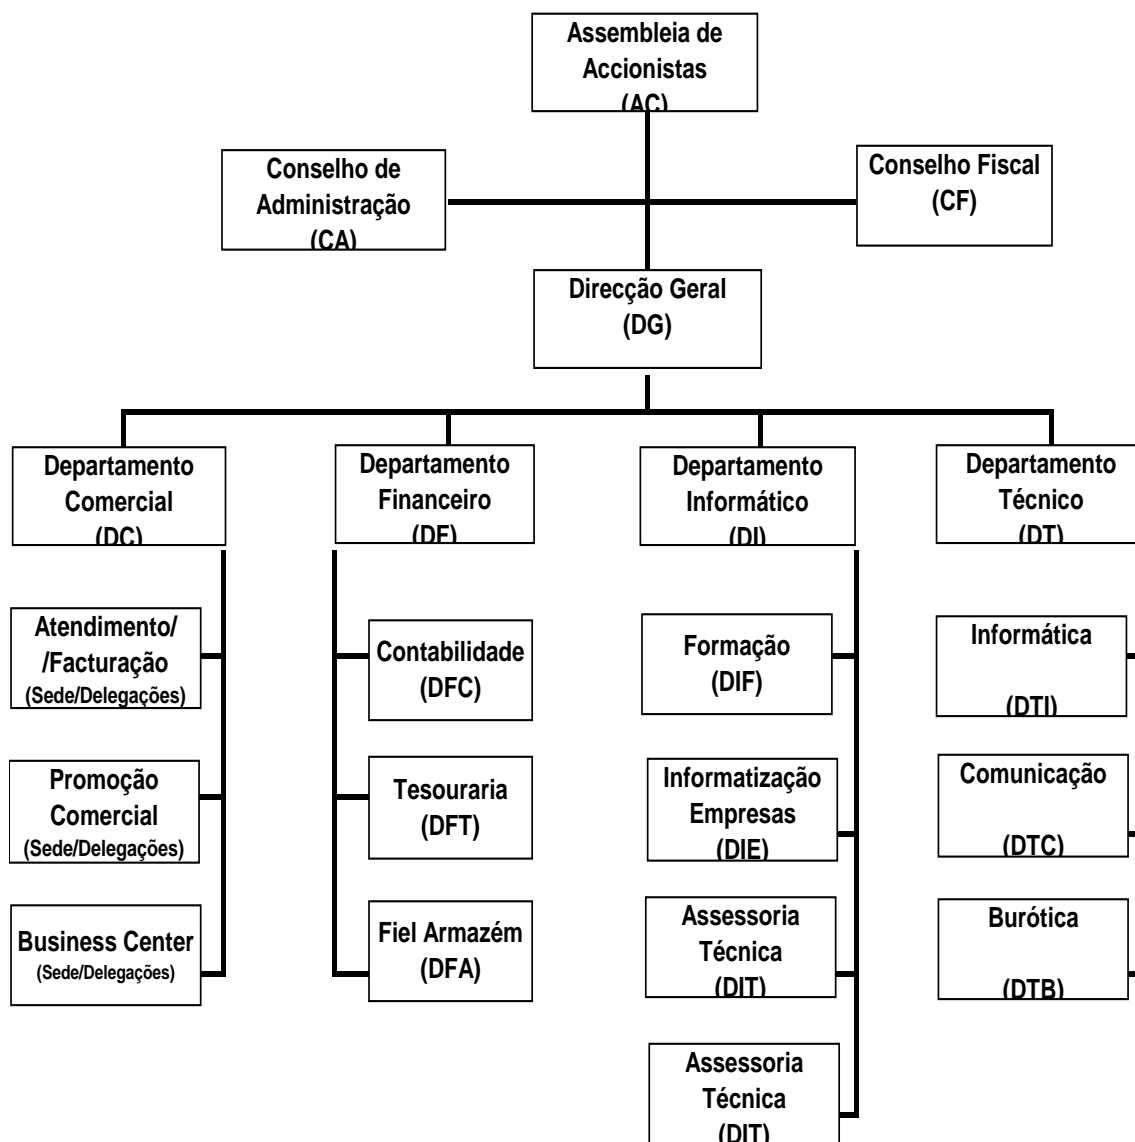 Assembleia de
Accionistas
(AC)
Conselho de
Administração
(CA)
Conselho Fiscal
(CF)
Direcção Geral
(DG)
Departamento
Comercial
(DC)
Departamento
Financeiro
(DF)
Departamento
Informático
(DI)
Departamento
Técnico
(DT)
Atendimento/
/Facturação
(Sede/Delegações)
Contabilidade
(DFC)
Formação
(DIF)
Informática
(DTI)
Promoção
Comercial
(Sede/Delegações)
Tesouraria
(DFT)
Informatização
Empresas
(DIE)
Comunicação
(DTC)
Business Center
(Sede/Delegações)
Fiel Armazém
(DFA)
Assessoria
Técnica
(DIT)
Burótica
(DTB)
Assessoria
Técnica
(DIT)